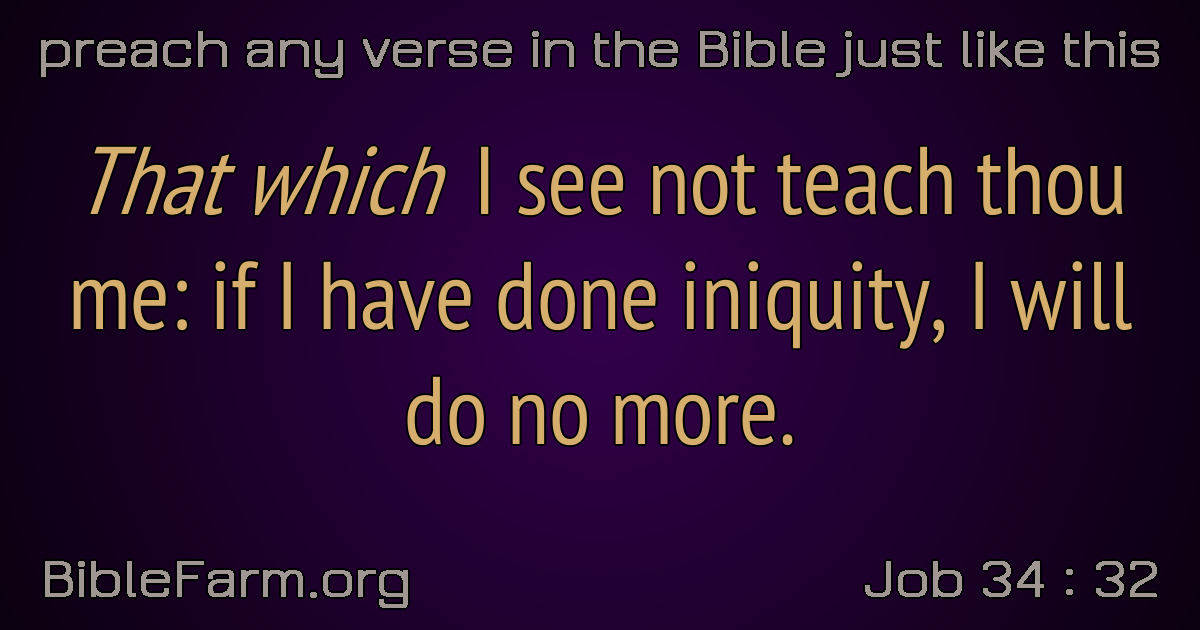 preach any verse in the Bible just like this
That which I see not teach thou
me: if I have done iniquity, I will
do no more.
BibleFarm.org
Job 34 : 32